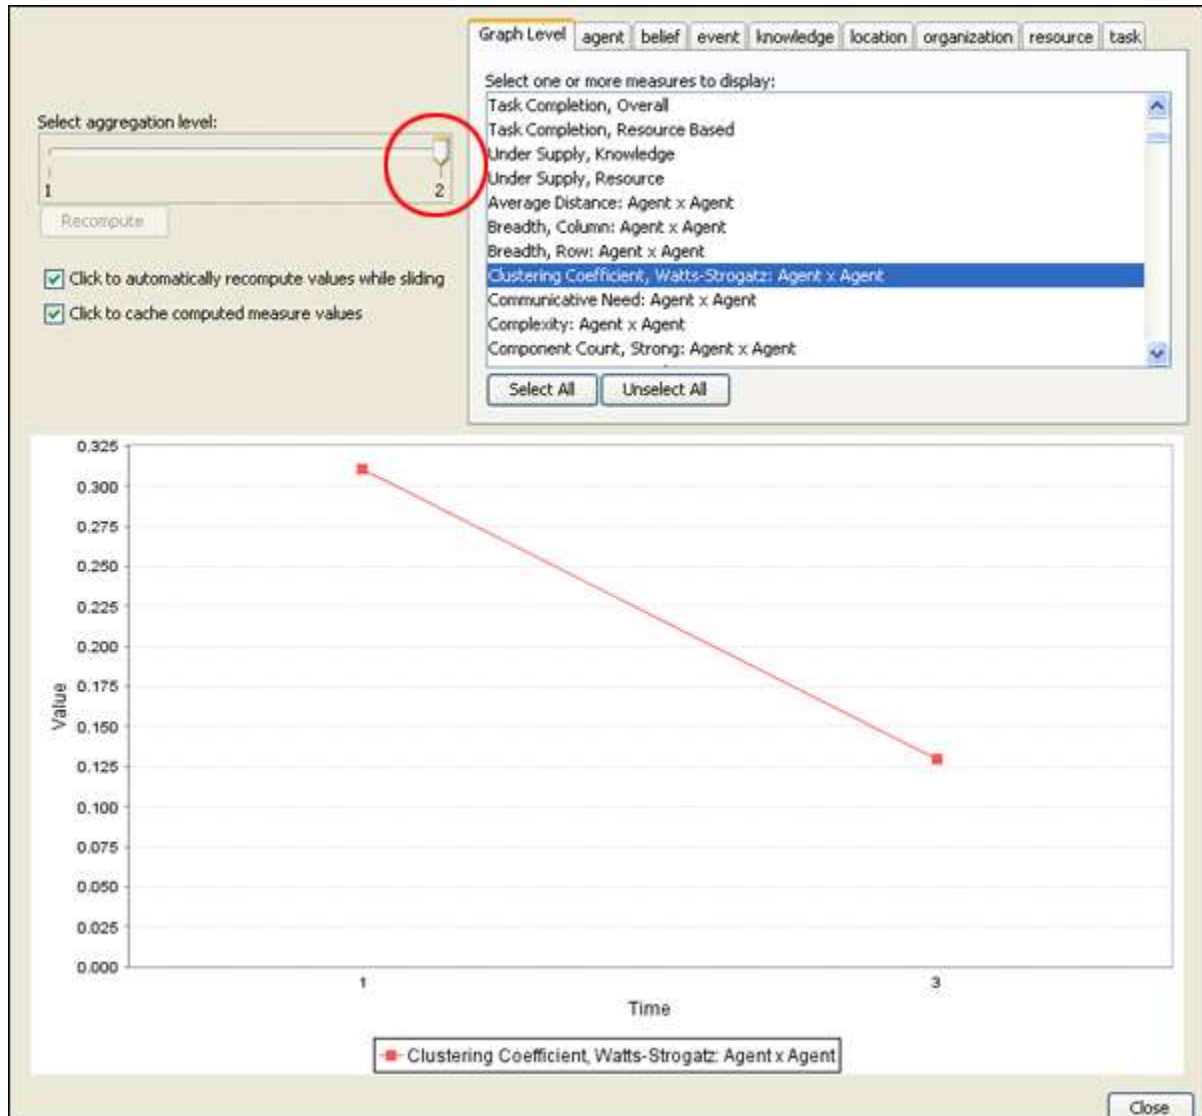 Graph Level agent belief event knowledge location organization resource task
Select one or more measures to display:
Task Completion, Overall
Task Completion, Resource Based
Under Supply, Knowledge
Under Supply, Resource
Average Distance: Agent x Agent
Breadth, Column: Agent x Agent
Breadth, Row: Agent x Agent
Clustering Coefficient, Watts-Strogatz: Agent x Agent
Communicative Need: Agent x Agent
Complexity: Agent x Agent
Component Count, Strong: Agent x Agent
Select All Unselect All
Select aggregation level:
1 2
Recompute
Click to automatically recompute values while sliding
Click to cache computed measure values
0.325
0.300
0.275
0.250
0.225
0.200
0.175
0.150
0.125
0.100
0.075
0.050
0.025
0.000
Value
1 3
Time
Clustering Coefficient, Watts-Strogatz: Agent x Agent
Close